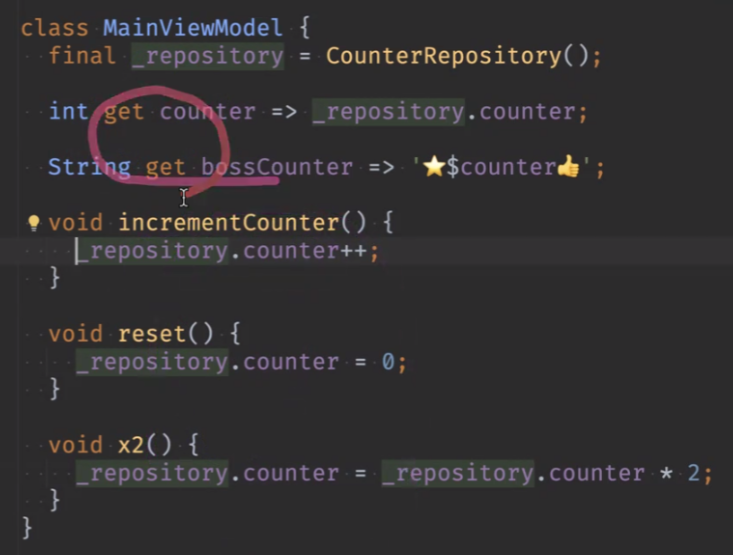 class MainViewModel {
final _repository = CounterRepository();
int get counter => _repository.counter;
String get bossCounter => '⭐$counter👍';
void incrementCounter() {
_repository.counter++;
}
void reset() {
_repository.counter = 0;
}
void x2() {
_repository.counter = _repository.counter * 2;
}
}